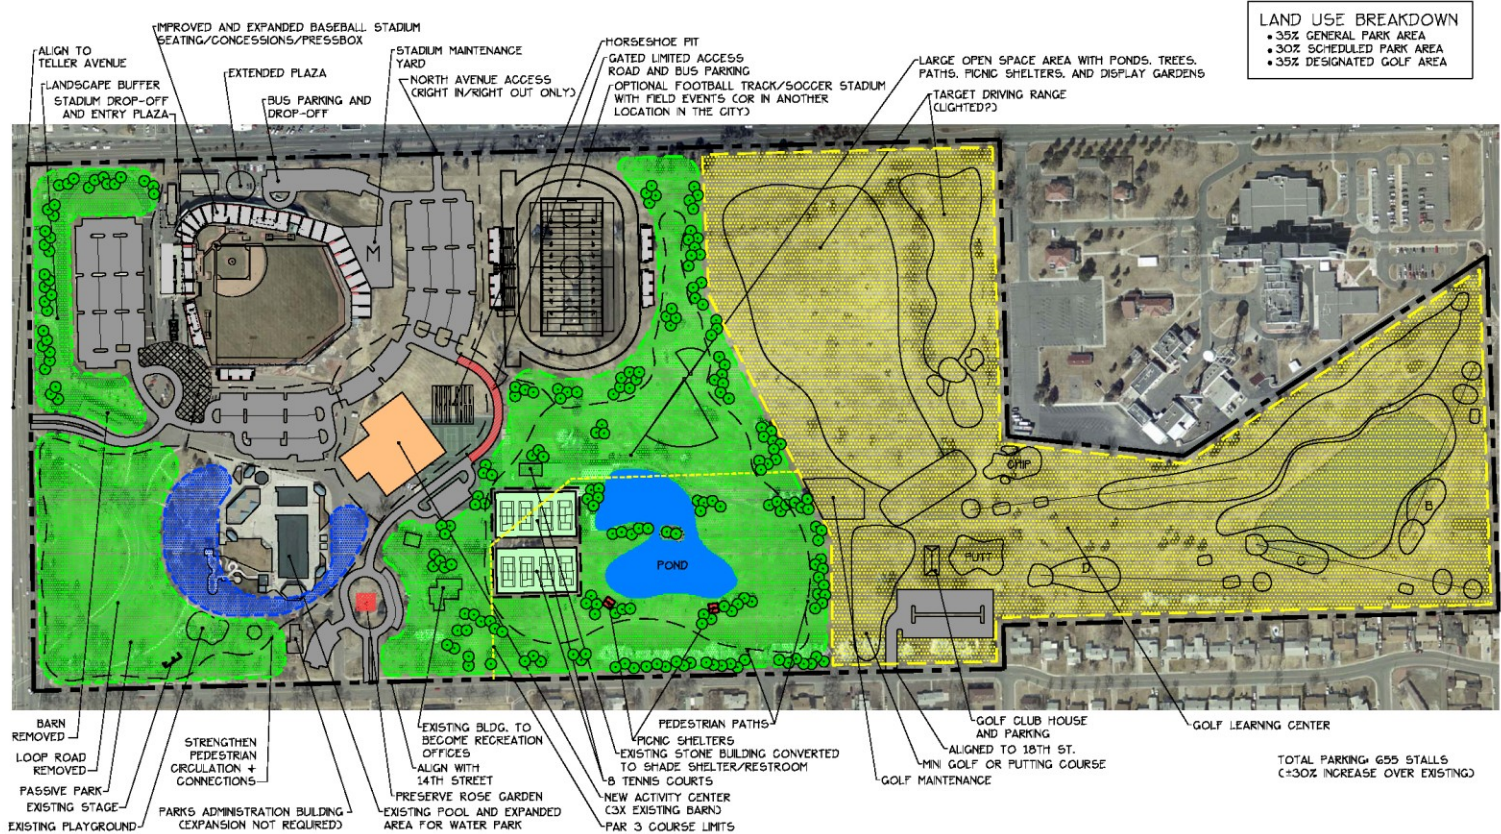 LAND USE BREAKDOWN
• 35% GENERAL PARK AREA
• 30% SCHEDULED PARK AREA
• 35% DESIGNATED GOLF AREA
IMPROVED AND EXPANDED BASEBALL STADIUM
SEATING/CONCESSIONS/PRESSBOX
ALIGN TO
TELLER AVENUE
LANDSCAPE BUFFER
STADIUM DROP-OFF
AND ENTRY PLAZA
EXTENDED PLAZA
BUS PARKING AND
DROP-OFF
STADIUM MAINTENANCE
YARD
NORTH AVENUE ACCESS
(RIGHT IN/RIGHT OUT ONLY)
HORSESHOE PIT
GATED LIMITED ACCESS
ROAD AND BUS PARKING
OPTIONAL FOOTBALL TRACK/SOCCER STADIUM
WITH FIELD EVENTS (OR IN ANOTHER
LOCATION IN THE CITY)
LARGE OPEN SPACE AREA WITH PONDS, TREES,
PATHS, PICNIC SHELTERS, AND DISPLAY GARDENS
TARGET DRIVING RANGE
(LIGHTED?)
M
CHIP
PUTT
POND
BARN
REMOVED
LOOP ROAD
REMOVED
PASSIVE PARK
EXISTING STAGE
EXISTING PLAYGROUND
STRENGTHEN
PEDESTRIAN
CIRCULATION +
CONNECTIONS
PARKS ADMINISTRATION BUILDING
(EXPANSION NOT REQUIRED)
EXISTING BLDG. TO
BECOME RECREATION
OFFICES
ALIGN WITH
14TH STREET
PRESERVE ROSE GARDEN
EXISTING POOL AND EXPANDED
AREA FOR WATER PARK
PEDESTRIAN PATHS
PICNIC SHELTERS
EXISTING STONE BUILDING CONVERTED
TO SHADE SHELTER/RESTROOM
8 TENNIS COURTS
NEW ACTIVITY CENTER
(3X EXISTING BARN)
PAR 3 COURSE LIMITS
GOLF CLUB HOUSE
AND PARKING
ALIGNED TO 18TH ST.
MINI GOLF OR PUTTING COURSE
GOLF MAINTENANCE
GOLF LEARNING CENTER
TOTAL PARKING: 655 STALLS
(±30% INCREASE OVER EXISTING)